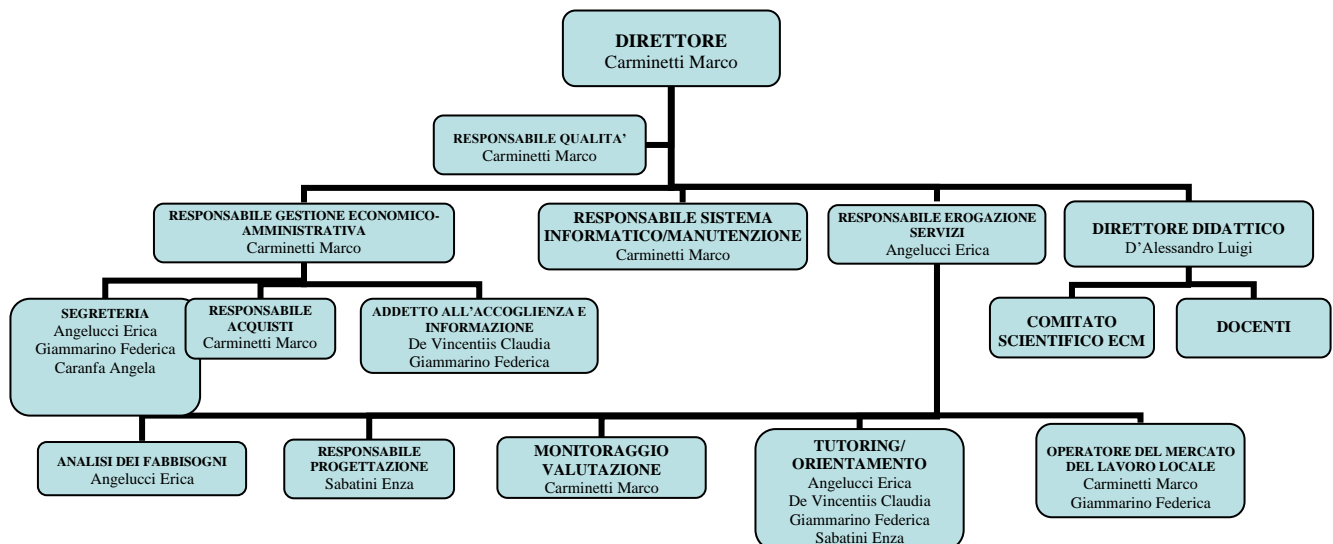 DIRETTORE
Carminetti Marco
RESPONSABILE QUALITA’
Carminetti Marco
RESPONSABILE GESTIONE ECONOMICO-
AMMINISTRATIVA
Carminetti Marco
RESPONSABILE SISTEMA
INFORMATICO/MANUTENZIONE
Carminetti Marco
RESPONSABILE EROGAZIONE
SERVIZI
Angelucci Erica
DIRETTORE DIDATTICO
D’Alessandro Luigi
SEGRETERIA
Angelucci Erica
Giammarino Federica
Caranfa Angela
RESPONSABILE
ACQUISTI
Carminetti Marco
ADDETTO ALL’ACCOGLIENZA E
INFORMAZIONE
De Vincentiis Claudia
Giammarino Federica
COMITATO
SCIENTIFICO ECM
DOCENTI
ANALISI DEI FABBISOGNI
Angelucci Erica
RESPONSABILE
PROGETTAZIONE
Sabatini Enza
MONITORAGGIO
VALUTAZIONE
Carminetti Marco
TUTORING/
ORIENTAMENTO
Angelucci Erica
De Vincentiis Claudia
Giammarino Federica
Sabatini Enza
OPERATORE DEL MERCATO
DEL LAVORO LOCALE
Carminetti Marco
Giammarino Federica